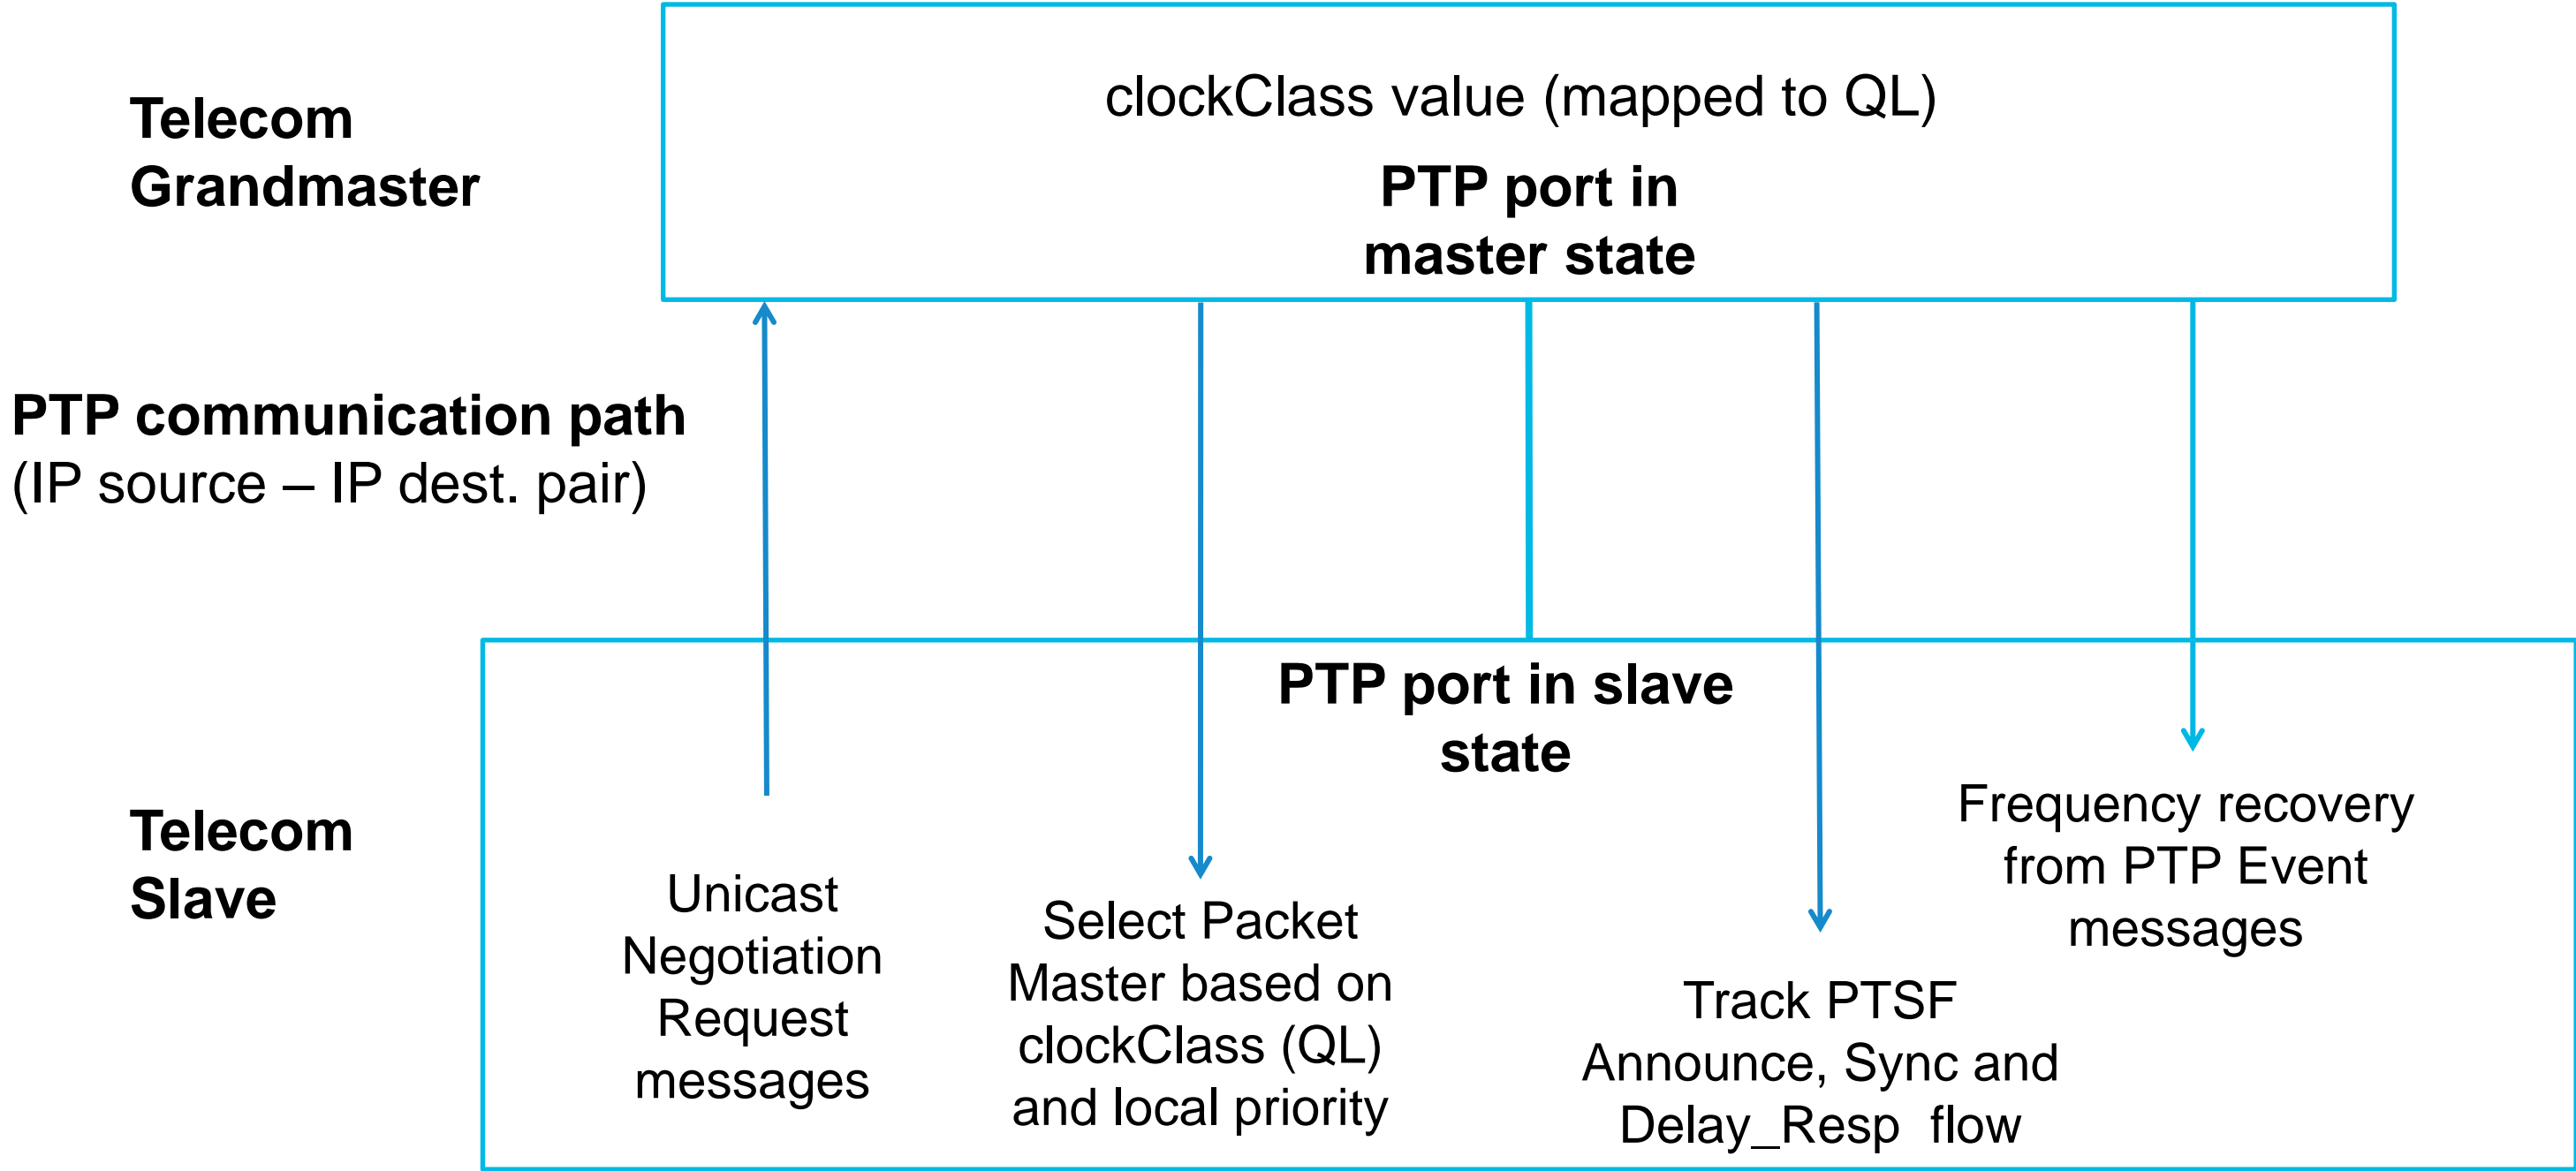 Telecom
Grandmaster
clockClass value (mapped to QL)
PTP port in
master state
PTP communication path
(IP source – IP dest. pair)
PTP port in slave
state
Telecom
Slave
Unicast
Negotiation
Request
messages
Select Packet
Master based on
clockClass (QL)
and local priority
Track PTSF
Announce, Sync and
Delay_Resp  flow
Frequency recovery
from PTP Event
messages